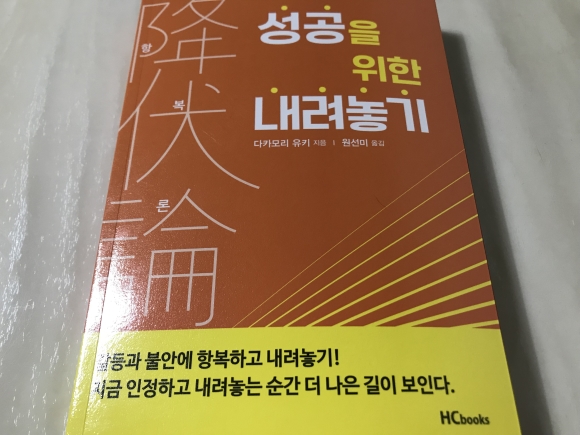 降伏論
항
복
론
성공을
위한
내려놓기
다카모리 유키 지음 | 원선미 옮김
갈등과 불안에 항복하고 내려놓기!
지금 인정하고 내려놓는 순간 더 나은 길이 보인다.
HCbooks